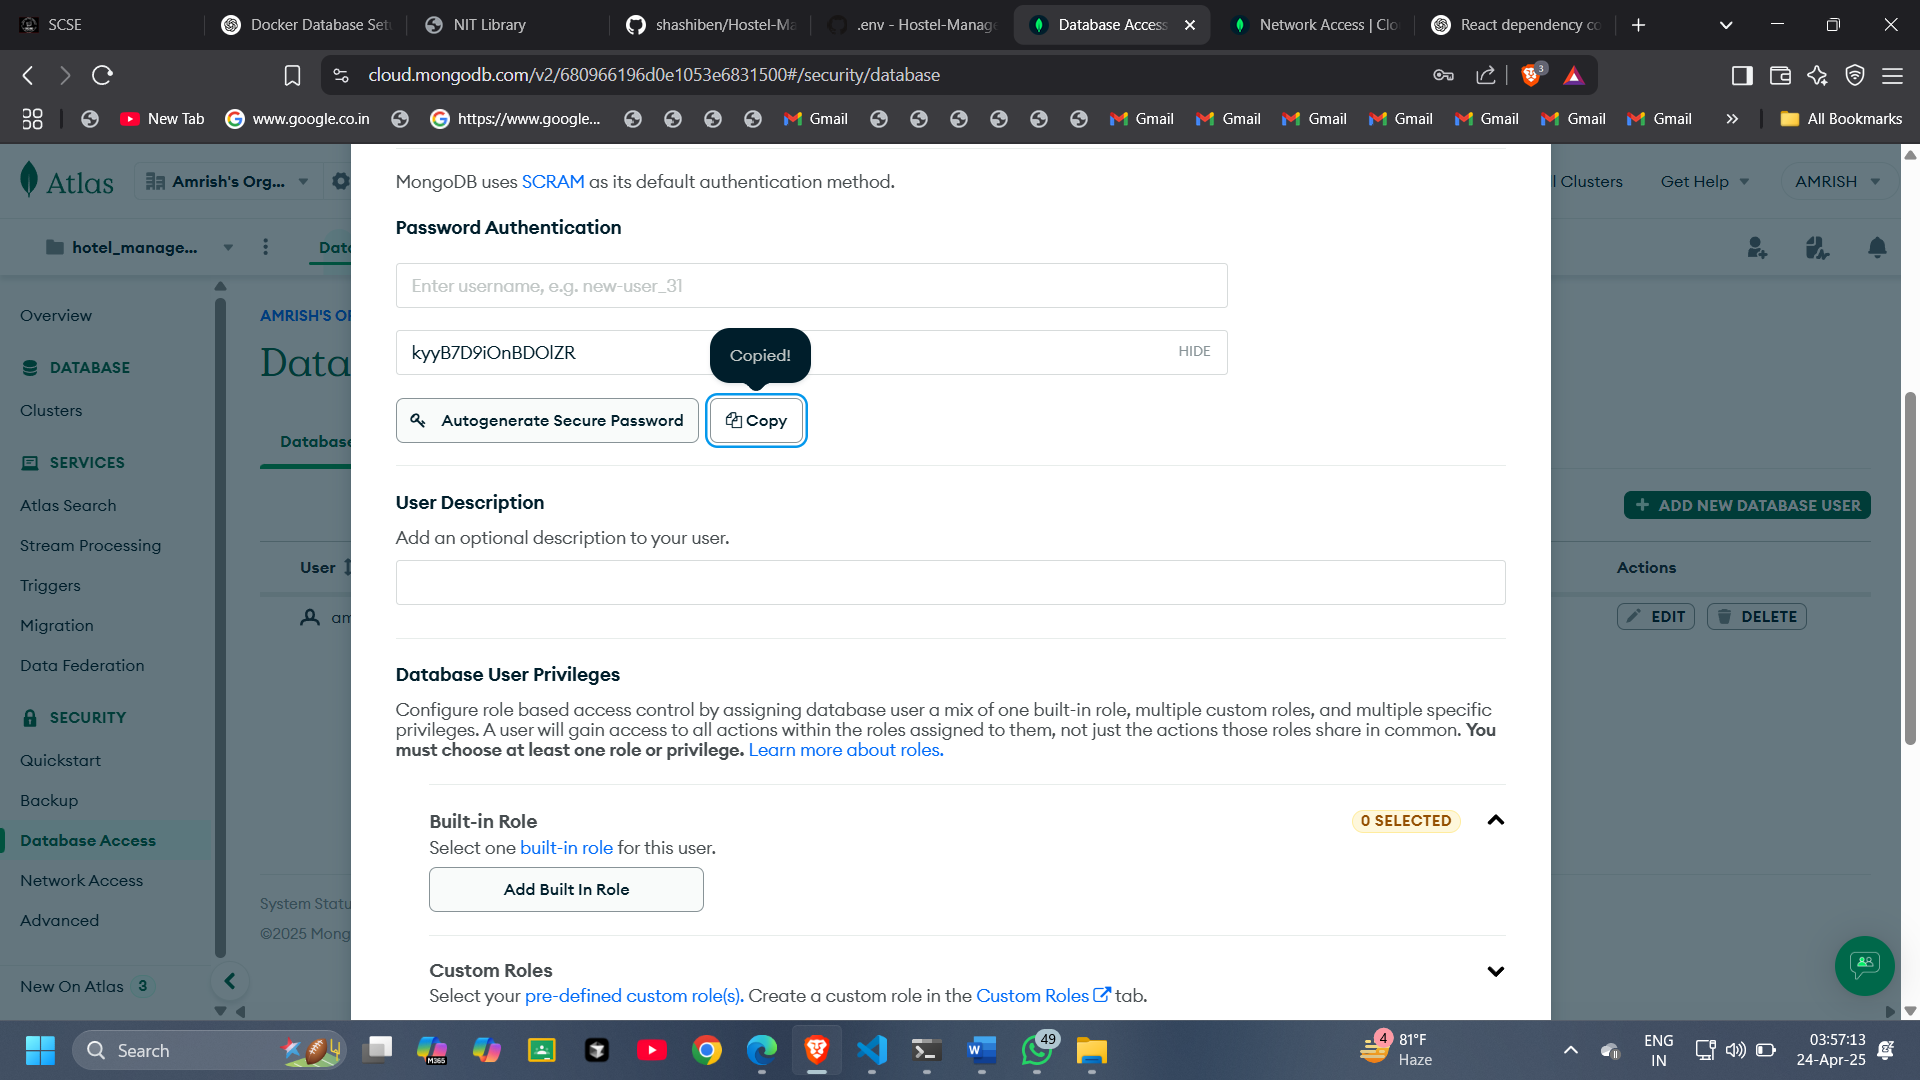 SCSE
Docker Database Set
NIT Library
shashiben/Hostel-Ma
.env - Hostel-Manage
Database Access
Network Access | Clo
React dependency co
cloud.mongodb.com/v2/680966196d0e1053e6831500#/security/database
3
New Tab
www.google.co.in
https://www.google...
Gmail
Gmail
Gmail
Gmail
Gmail
Gmail
Gmail
Gmail
All Bookmarks
Atlas
Amrish's Org...
l Clusters
Get Help
AMRISH
hotel_manage...
Data
MongoDB uses SCRAM as its default authentication method.
Password Authentication
Enter username, e.g. new-user_31
kyyB7D9iOnBDOlZR
HIDE
Copied!
Autogenerate Secure Password
Copy
User Description
Add an optional description to your user.
Database User Privileges
Configure role based access control by assigning database user a mix of one built-in role, multiple custom roles, and multiple specific
privileges. A user will gain access to all actions within the roles assigned to them, not just the actions those roles share in common. You
must choose at least one role or privilege. Learn more about roles.
Built-in Role
0 SELECTED
Select one built-in role for this user.
Add Built In Role
Custom Roles
Select your pre-defined custom role(s). Create a custom role in the Custom Roles tab.
Overview
DATABASE
Clusters
SERVICES
Atlas Search
Stream Processing
Triggers
Migration
Data Federation
SECURITY
Quickstart
Backup
Database Access
Network Access
Advanced
New On Atlas 3
AMRISH'S OR
Data
Database
+ ADD NEW DATABASE USER
User
Actions
am
EDIT
DELETE
System Statu
©2025 Mong
Search
M365
49
4
81°F
Haze
ENG
IN
03:57:13
24-Apr-25